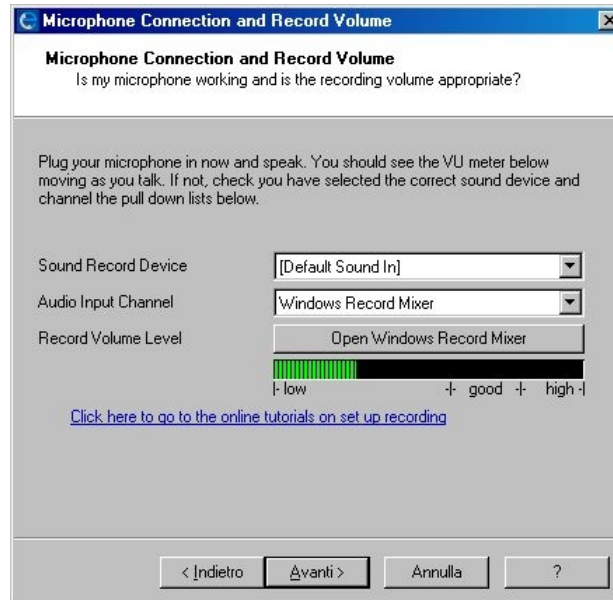 Microphone Connection and Record Volume
Microphone Connection and Record Volume
Is my microphone working and is the recording volume appropriate?
Plug your microphone in now and speak. You should see the VU meter below
moving as you talk. If not, check you have selected the correct sound device and
channel the pull down lists below.
Sound Record Device [Default Sound In]
Audio Input Channel Windows Record Mixer
Record Volume Level Open Windows Record Mixer
|- low -|- good -|- high -|
Click here to go to the online tutorials on set up recording
< Indietro Avanti > Annulla ?